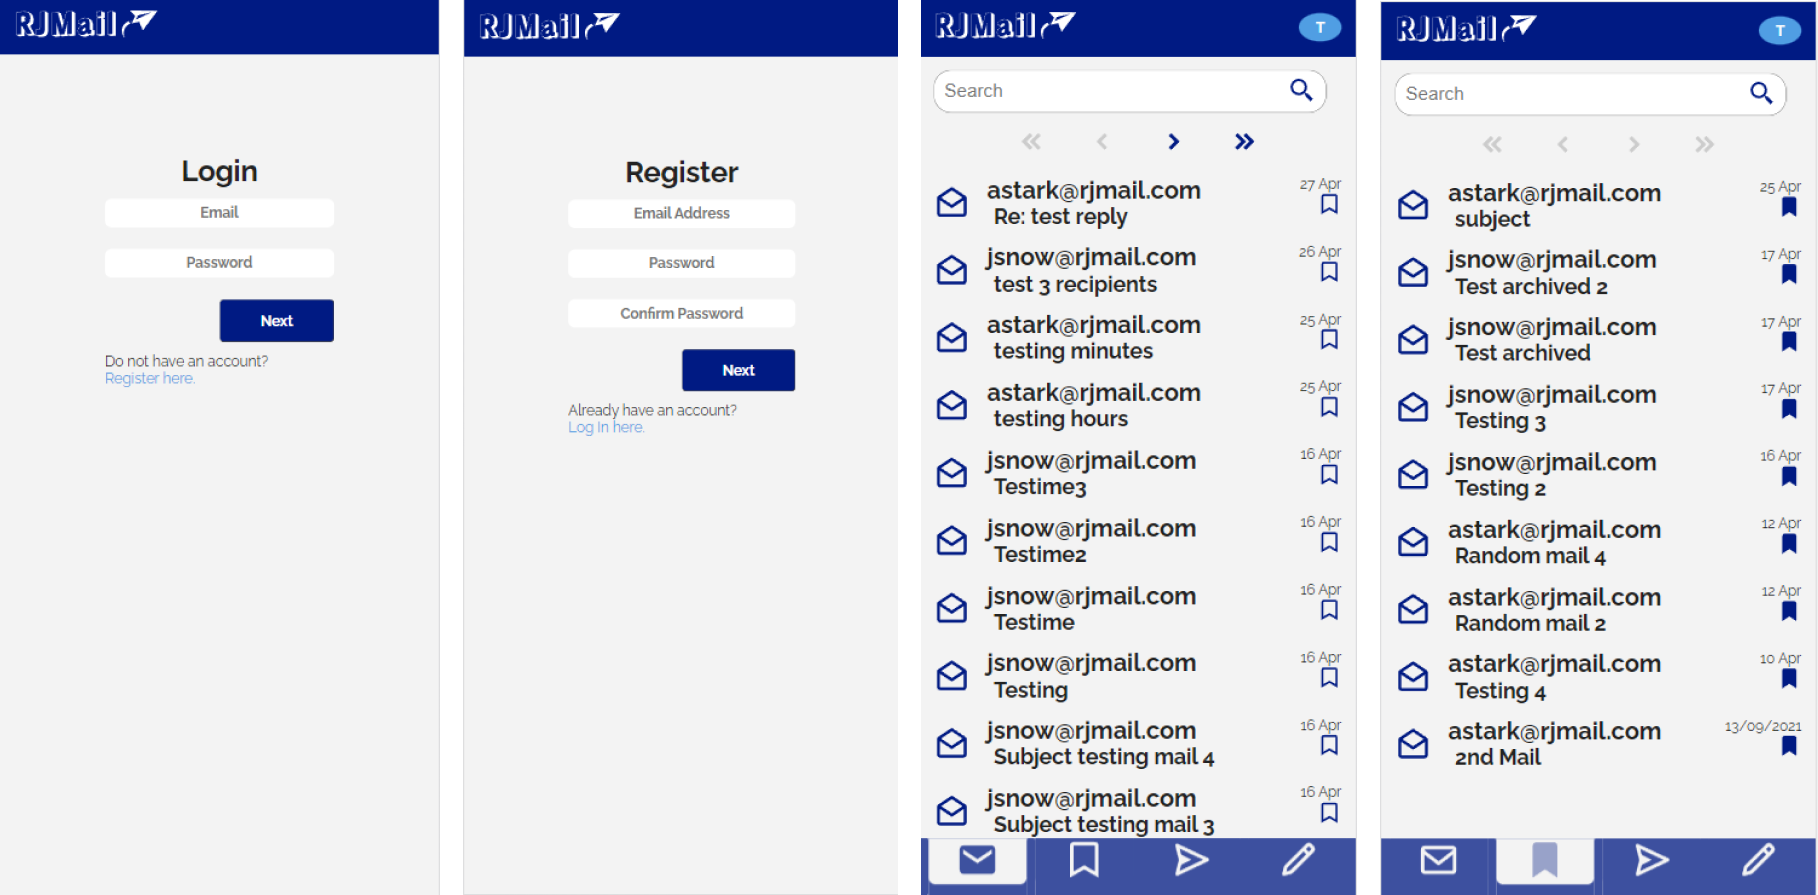 RJMail
Login
Email
Password
Next
Do not have an account?
Register here.
RJMail
Register
Email Address
Password
Confirm Password
Next
Already have an account?
Log In here.
RJMail
T
Search
astark@rjmail.com
27 Apr
Re: test reply
jsnow@rjmail.com
26 Apr
test 3 recipients
astark@rjmail.com
25 Apr
testing minutes
astark@rjmail.com
25 Apr
testing hours
jsnow@rjmail.com
16 Apr
Testime3
jsnow@rjmail.com
16 Apr
Testime2
jsnow@rjmail.com
16 Apr
Testime
jsnow@rjmail.com
16 Apr
Testing
jsnow@rjmail.com
16 Apr
Subject testing mail 4
jsnow@rjmail.com
16 Apr
Subject testing mail 3
RJMail
T
Search
astark@rjmail.com
25 Apr
subject
jsnow@rjmail.com
17 Apr
Test archived 2
jsnow@rjmail.com
17 Apr
Test archived
jsnow@rjmail.com
17 Apr
Testing 3
jsnow@rjmail.com
16 Apr
Testing 2
astark@rjmail.com
12 Apr
Random mail 4
astark@rjmail.com
12 Apr
Random mail 2
astark@rjmail.com
10 Apr
Testing 4
astark@rjmail.com
13/09/2021
2nd Mail